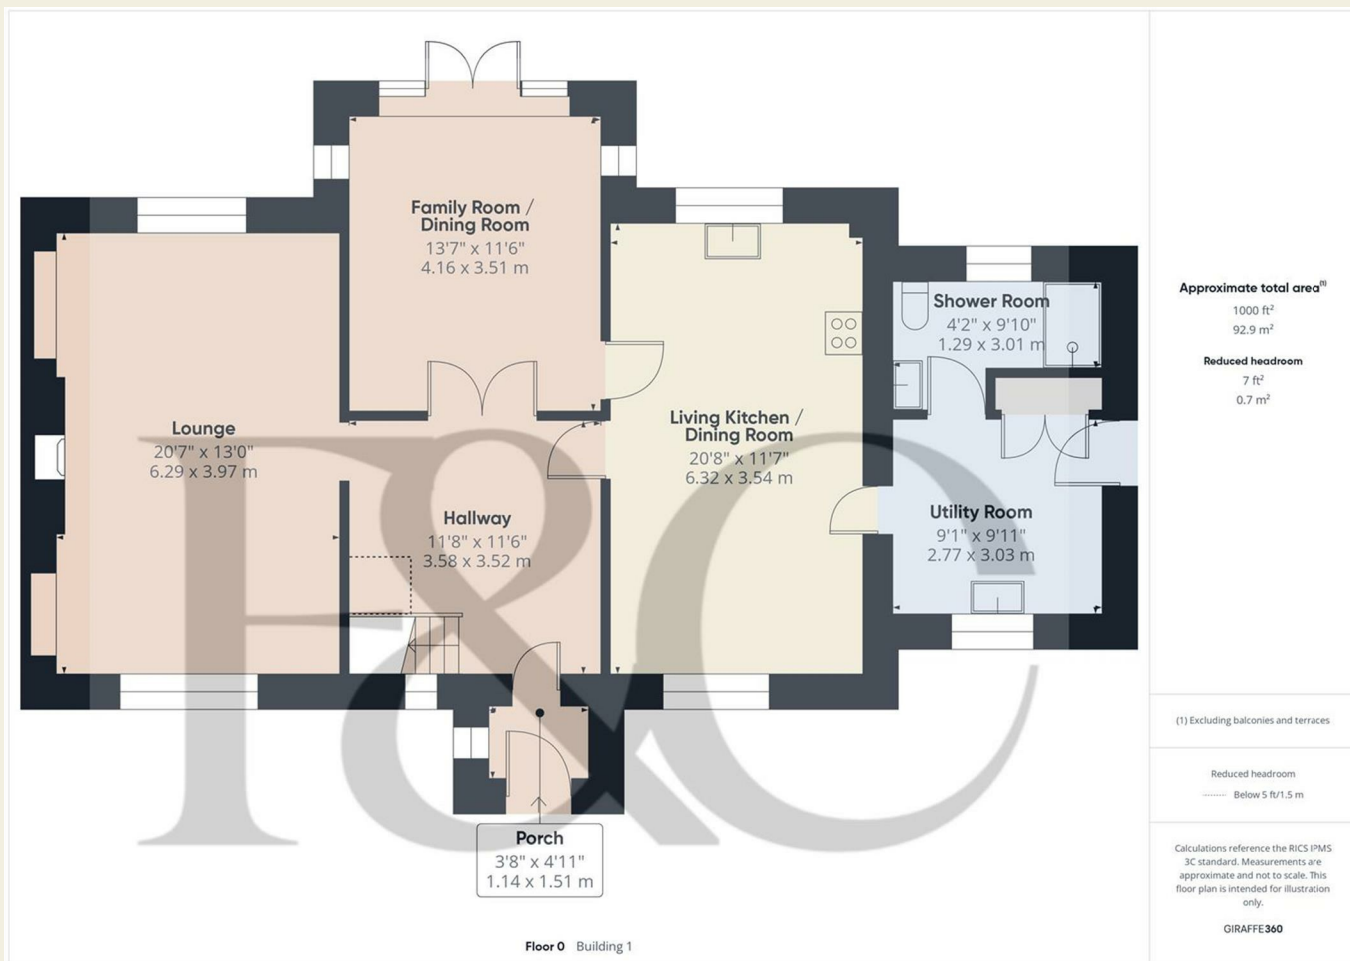 Family Room /
Dining Room
13'7" x 11'6"
4.16 x 3.51 m
Shower Room
4'2" x 9'10"
1.29 x 3.01 m
Lounge
20'7" x 13'0"
6.29 x 3.97 m
Living Kitchen /
Dining Room
20'8" x 11'7"
6.32 x 3.54 m
Hallway
11'8" x 11'6"
3.58 x 3.52 m
Utility Room
9'1" x 9'11"
2.77 x 3.03 m
F&C
Porch
3'8" x 4'11"
1.14 x 1.51 m
Floor 0 Building 1
Approximate total area(1)
1000 ft²
92.9 m²
Reduced headroom
7 ft²
0.7 m²
(1) Excluding balconies and terraces
Reduced headroom
Below 5 ft/1.5 m
Calculations reference the RICS IPMS
3C standard. Measurements are
approximate and not to scale. This
floor plan is intended for illustration
only.
GIRAFFE360